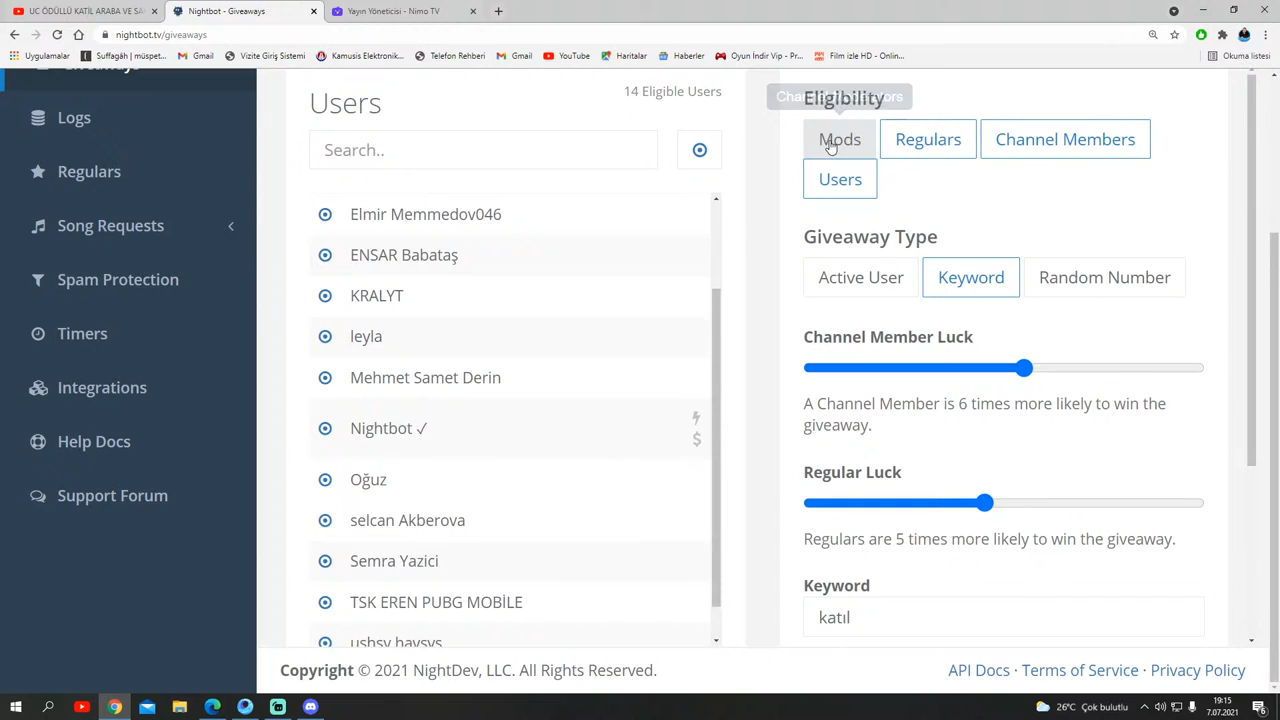 UC ÖDÜLLÜ KATİL ARABA VE SA
Nightbot - Giveaways
Yayın Yöneticisi - Nimo TV
nightbot.tv/giveaways
Uygulamalar
Suffagâh | müspet...
Gmail
Vizite Giriş Sistemi
Kamusis Elektronik...
Telefon Rehberi
Gmail
YouTube
Haritalar
Haberler
Oyun İndir Vip - Pr...
Film izle HD - Onlin...
Okuma listesi
Giveaways
Logs
Regulars
Song Requests
Spam Protection
Timers
Integrations
Help Docs
Support Forum
Users
14 Eligible Users
Search..
Elmir Memmedov046
ENSAR Babataş
KRALYT
leyla
Mehmet Samet Derin
Nightbot ✓
Oğuz
selcan Akberova
Semra Yazici
TSK EREN PUBG MOBİLE
ushsy haysys
Eligibility
Mods
Regulars
Channel Members
Users
Giveaway Type
Active User
Keyword
Random Number
Channel Member Luck
A Channel Member is 6 times more likely to win the
giveaway.
Regular Luck
Regulars are 5 times more likely to win the giveaway.
Keyword
katıl
Copyright © 2021 NightDev, LLC. All Rights Reserved.
API Docs · Terms of Service · Privacy Policy
26°C Çok bulutlu
19:15
7.07.2021
6